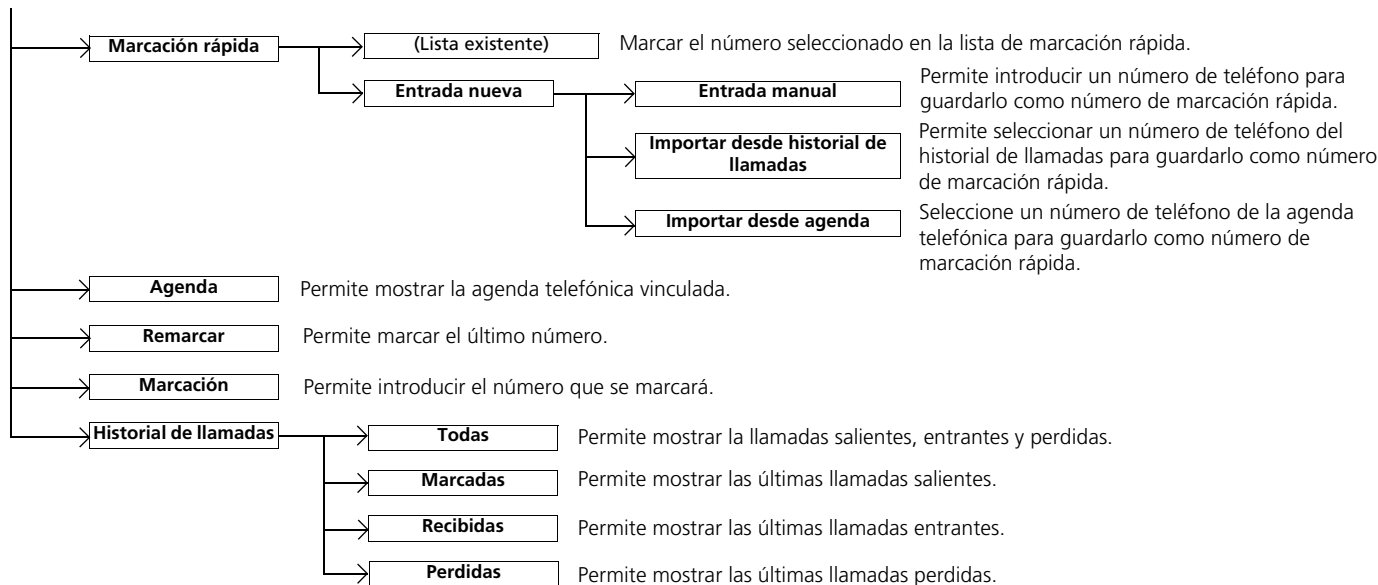 Marcación rápida
(Lista existente)
Marcar el número seleccionado en la lista de marcación rápida.
Entrada nueva
Entrada manual
Permite introducir un número de teléfono para
guardarlo como número de marcación rápida.
Importar desde historial de
llamadas
Permite seleccionar un número de teléfono del
historial de llamadas para guardarlo como número
de marcación rápida.
Importar desde agenda
Seleccione un número de teléfono de la agenda
telefónica para guardarlo como número de
marcación rápida.
Agenda
Permite mostrar la agenda telefónica vinculada.
Remarcar
Permite marcar el último número.
Marcación
Permite introducir el número que se marcará.
Historial de llamadas
Todas
Permite mostrar la llamadas salientes, entrantes y perdidas.
Marcadas
Permite mostrar las últimas llamadas salientes.
Recibidas
Permite mostrar las últimas llamadas entrantes.
Perdidas
Permite mostrar las últimas llamadas perdidas.